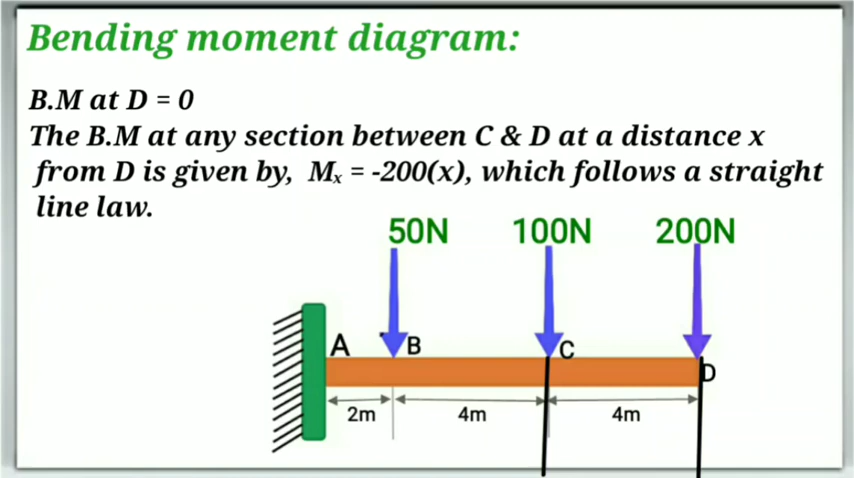 Bending moment diagram:
B.M at D = 0
The B.M at any section between C & D at a distance x
from D is given by, Mₓ = -200(x), which follows a straight
line law.
50N 100N 200N
A B C
D
2m 4m 4m